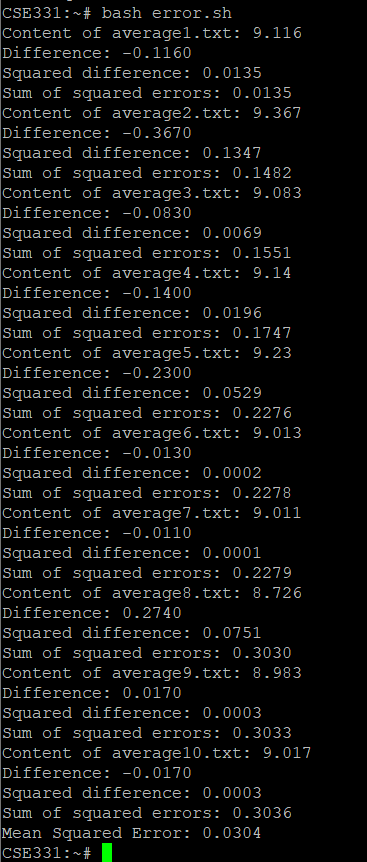 CSE331:~# bash error.sh
Content of average1.txt: 9.116
Difference: -0.1160
Squared difference: 0.0135
Sum of squared errors: 0.0135
Content of average2.txt: 9.367
Difference: -0.3670
Squared difference: 0.1347
Sum of squared errors: 0.1482
Content of average3.txt: 9.083
Difference: -0.0830
Squared difference: 0.0069
Sum of squared errors: 0.1551
Content of average4.txt: 9.14
Difference: -0.1400
Squared difference: 0.0196
Sum of squared errors: 0.1747
Content of average5.txt: 9.23
Difference: -0.2300
Squared difference: 0.0529
Sum of squared errors: 0.2276
Content of average6.txt: 9.013
Difference: -0.0130
Squared difference: 0.0002
Sum of squared errors: 0.2278
Content of average7.txt: 9.011
Difference: -0.0110
Squared difference: 0.0001
Sum of squared errors: 0.2279
Content of average8.txt: 8.726
Difference: 0.2740
Squared difference: 0.0751
Sum of squared errors: 0.3030
Content of average9.txt: 8.983
Difference: 0.0170
Squared difference: 0.0003
Sum of squared errors: 0.3033
Content of average10.txt: 9.017
Difference: -0.0170
Squared difference: 0.0003
Sum of squared errors: 0.3036
Mean Squared Error: 0.0304
CSE331:~#